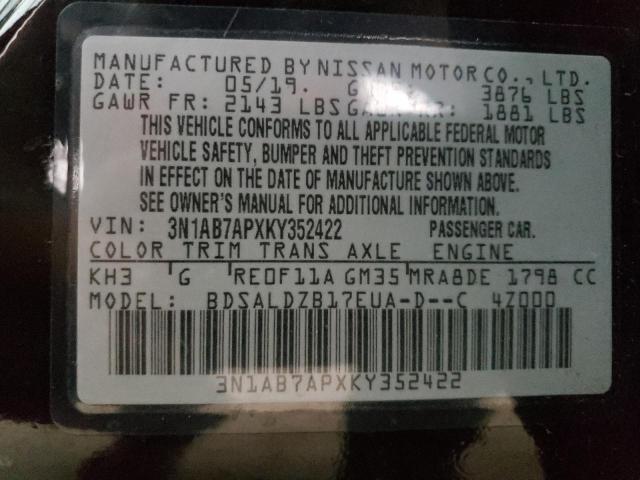 MANUFACTURED BY NISSAN MOTOR CO., LTD.
DATE: 05/19. 3876 LBS
GAWR FR: 2143 LBS GAWR RR: 1881 LBS
THIS VEHICLE CONFORMS TO ALL APPLICABLE FEDERAL MOTOR
VEHICLE SAFETY, BUMPER AND THEFT PREVENTION STANDARDS
IN EFFECT ON THE DATE OF MANUFACTURE SHOWN ABOVE.
SEE OWNER'S MANUAL FOR ADDITIONAL INFORMATION.
VIN: 3N1AB7APXKY352422 PASSENGER CAR.
COLOR TRIM TRANS AXLE ENGINE
KH3 G RE0F11A GM35 MRA8DE 1798 CC
MODEL: BDSALDZB17EUA-D--C 4Z000
3N1AB7APXKY352422